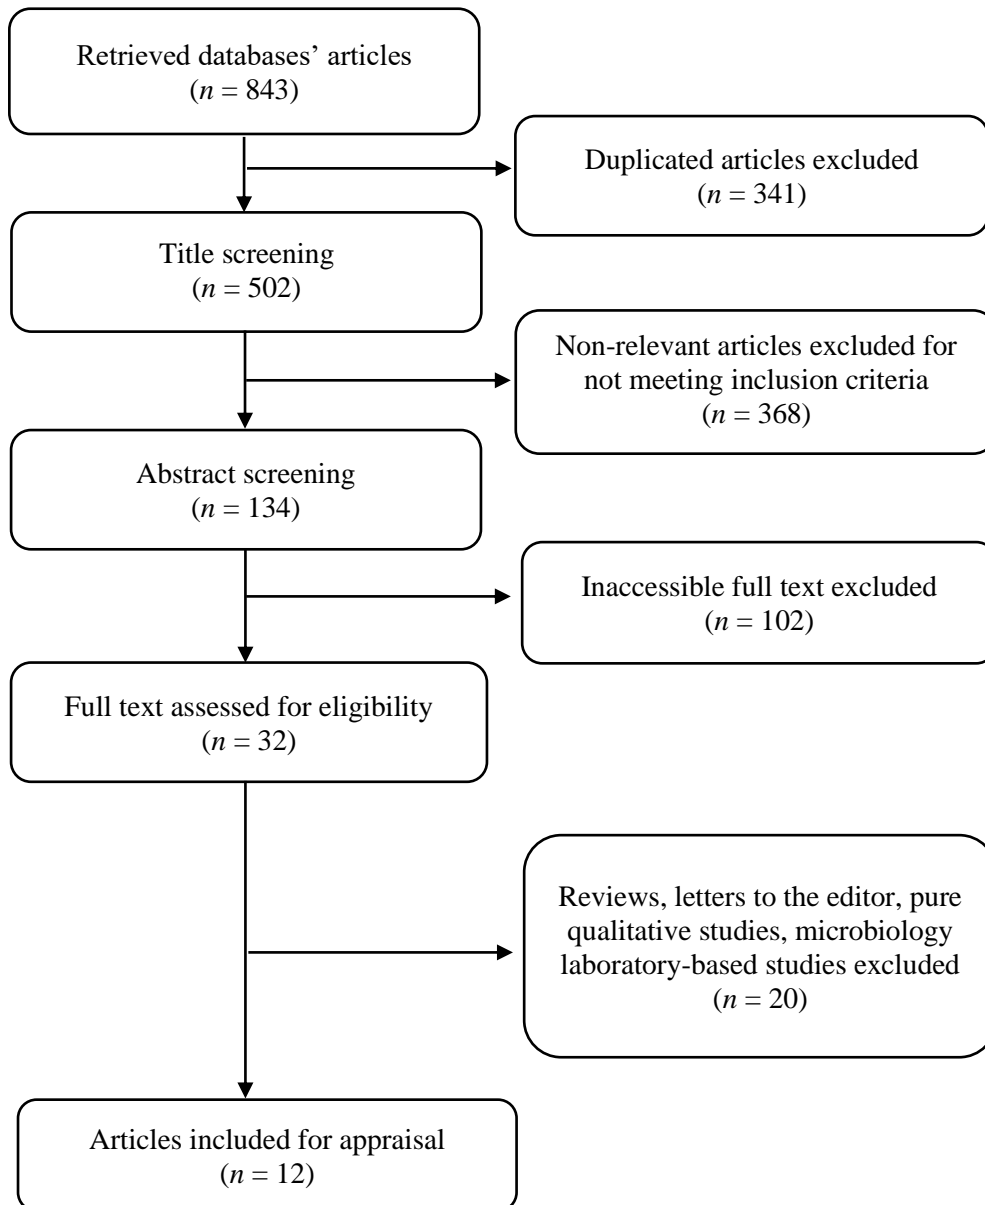 Retrieved databases’ articles
(n = 843)
Duplicated articles excluded
(n = 341)
Title screening
(n = 502)
Non-relevant articles excluded for
not meeting inclusion criteria
(n = 368)
Abstract screening
(n = 134)
Inaccessible full text excluded
(n = 102)
Full text assessed for eligibility
(n = 32)
Reviews, letters to the editor, pure
qualitative studies, microbiology
laboratory-based studies excluded
(n = 20)
Articles included for appraisal
(n = 12)